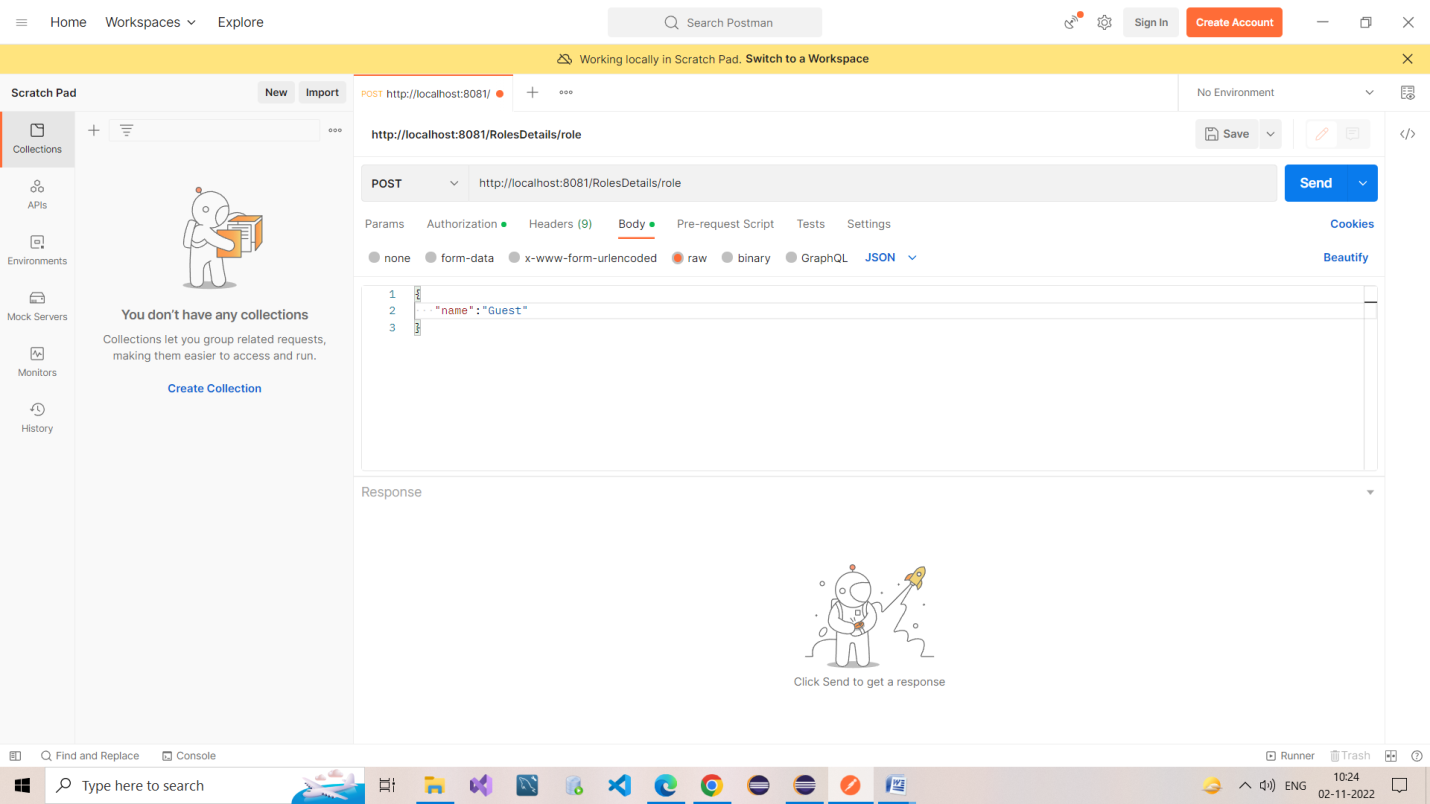 Home Workspaces Explore Search Postman Sign In Create Account
Working locally in Scratch Pad. Switch to a Workspace
Scratch Pad New Import POST http://localhost:8081/ No Environment
Collections http://localhost:8081/RolesDetails/role Save
APIs POST http://localhost:8081/RolesDetails/role Send
Params Authorization Headers (9) Body Pre-request Script Tests Settings Cookies
Environments none form-data x-www-form-urlencoded raw binary GraphQL JSON Beautify
1 {
2 "name":"Guest"
3 }
Mock Servers
Monitors
History
You don't have any collections
Collections let you group related requests,
making them easier to access and run.
Create Collection
Response
Click Send to get a response
Find and Replace Console Runner Trash
Type here to search ENG 10:24
02-11-2022